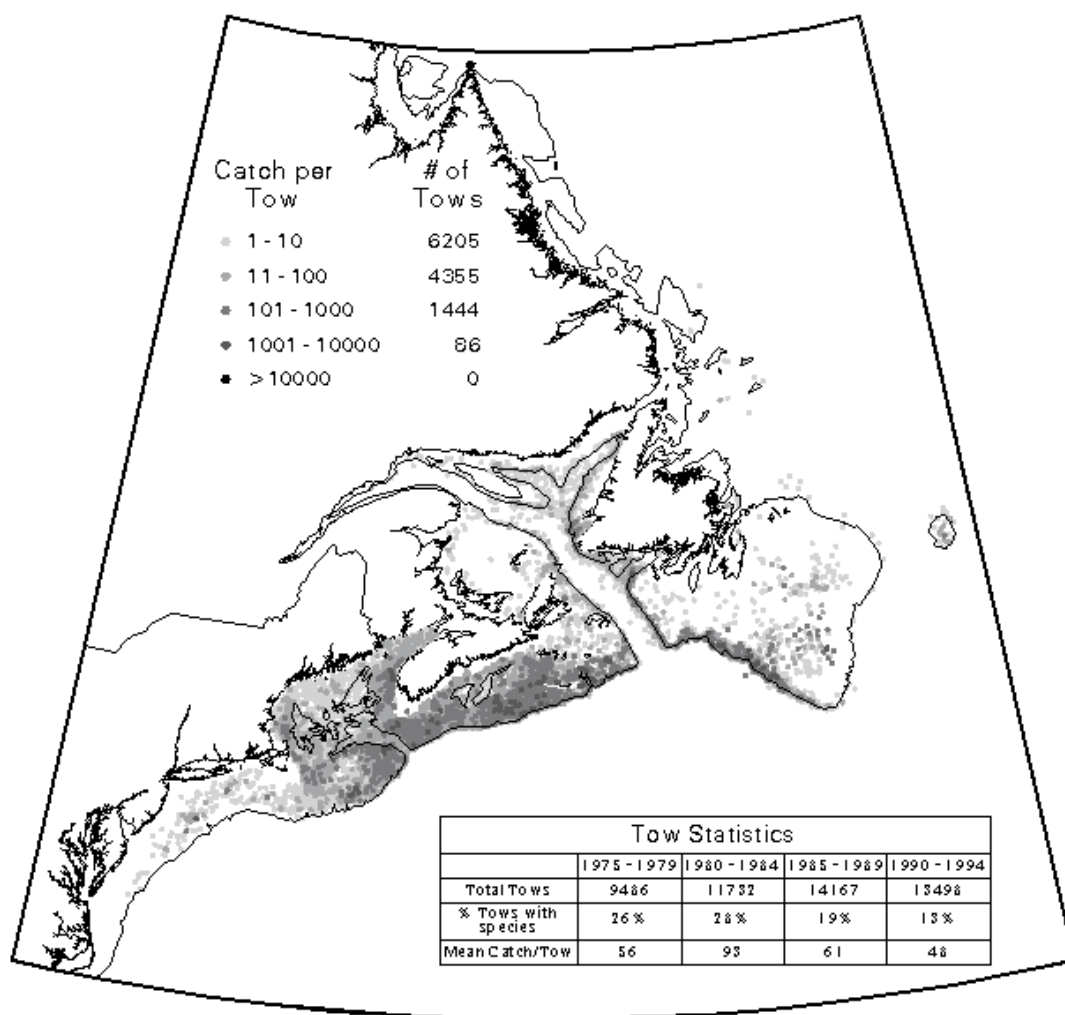 Catch per Tow # of Tows
1 - 10 6205
11 - 100 4355
101 - 1000 1444
1001 - 10000 86
>10000 0
Tow Statistics
1975 - 1979 1980 - 1984 1985 - 1989 1990 - 1994
Total Tows 9486 11732 14167 13498
% Tows with species 26% 28% 19% 13%
Mean Catch/Tow 56 93 61 48